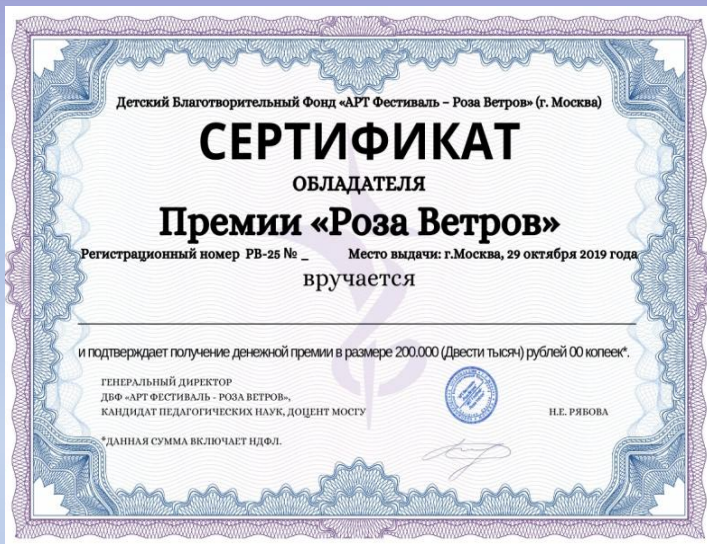 Детский Благотворительный Фонд «АРТ Фестиваль – Роза Ветров» (г. Москва)
СЕРТИФИКАТ
ОБЛАДАТЕЛЯ
Премии «Роза Ветров»
Регистрационный номер РВ-25 № _ Место выдачи: г.Москва, 29 октября 2019 года
вручается
и подтверждает получение денежной премии в размере 200.000 (Двести тысяч) рублей 00 копеек*.
ГЕНЕРАЛЬНЫЙ ДИРЕКТОР
ДБФ «АРТ ФЕСТИВАЛЬ - РОЗА ВЕТРОВ»,
КАНДИДАТ ПЕДАГОГИЧЕСКИХ НАУК, ДОЦЕНТ МОСГУ Н.Е. РЯБОВА
*ДАННАЯ СУММА ВКЛЮЧАЕТ НДФЛ.